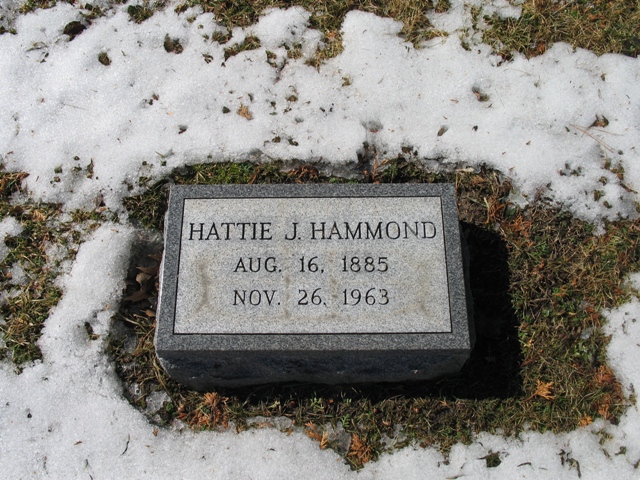 HATTIE J. HAMMOND
AUG. 16, 1885
NOV. 26, 1963